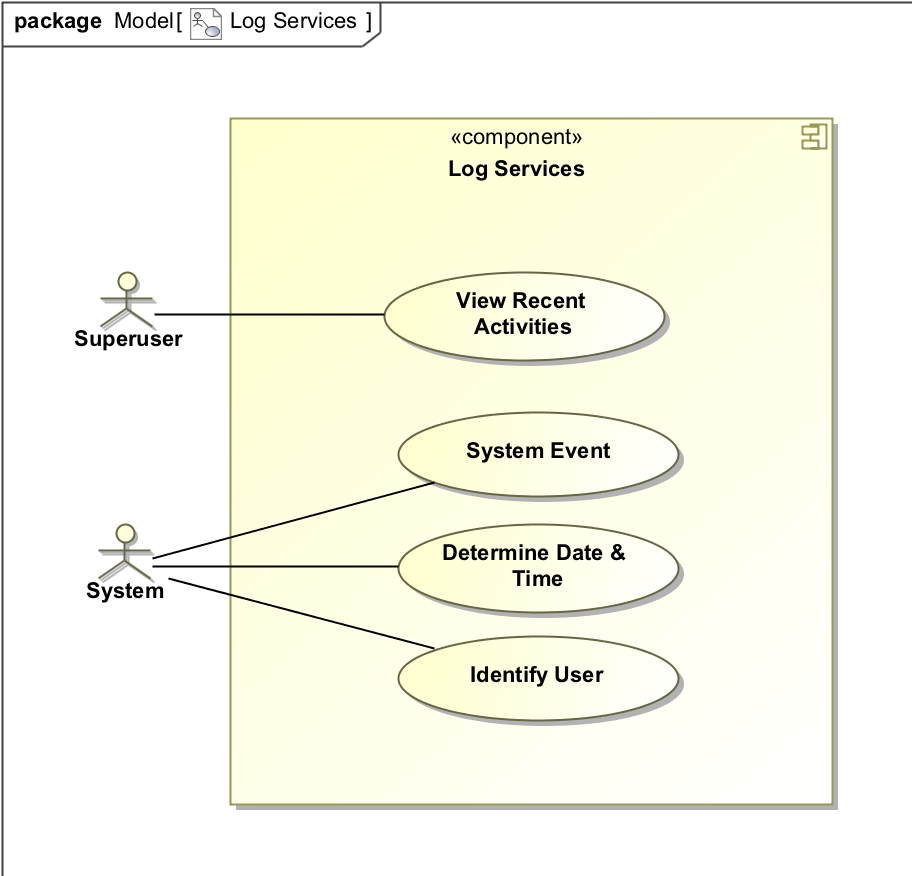 package Model[ Log Services ]
«component»
Log Services
View Recent
Activities
Superuser
System Event
Determine Date &
Time
System
Identify User